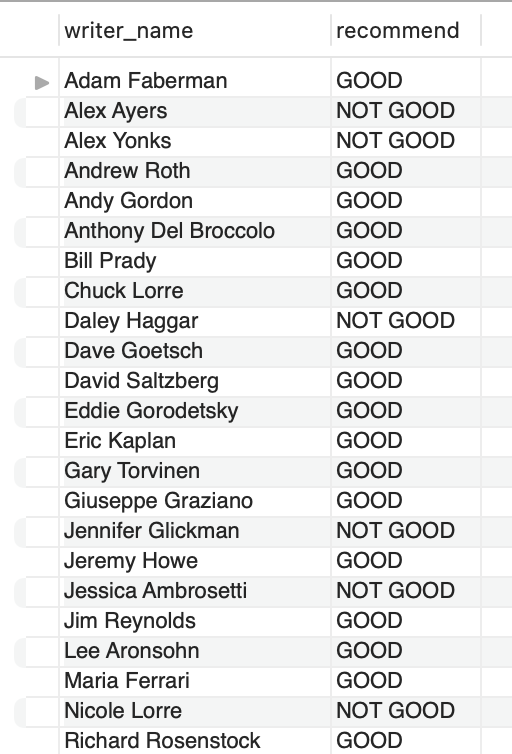 writer_name recommend
Adam Faberman GOOD
Alex Ayers NOT GOOD
Alex Yonks NOT GOOD
Andrew Roth GOOD
Andy Gordon GOOD
Anthony Del Broccolo GOOD
Bill Prady GOOD
Chuck Lorre GOOD
Daley Haggar NOT GOOD
Dave Goetsch GOOD
David Saltzberg GOOD
Eddie Gorodetsky GOOD
Eric Kaplan GOOD
Gary Torvinen GOOD
Giuseppe Graziano GOOD
Jennifer Glickman NOT GOOD
Jeremy Howe GOOD
Jessica Ambrosetti NOT GOOD
Jim Reynolds GOOD
Lee Aronsohn GOOD
Maria Ferrari GOOD
Nicole Lorre NOT GOOD
Richard Rosenstock GOOD